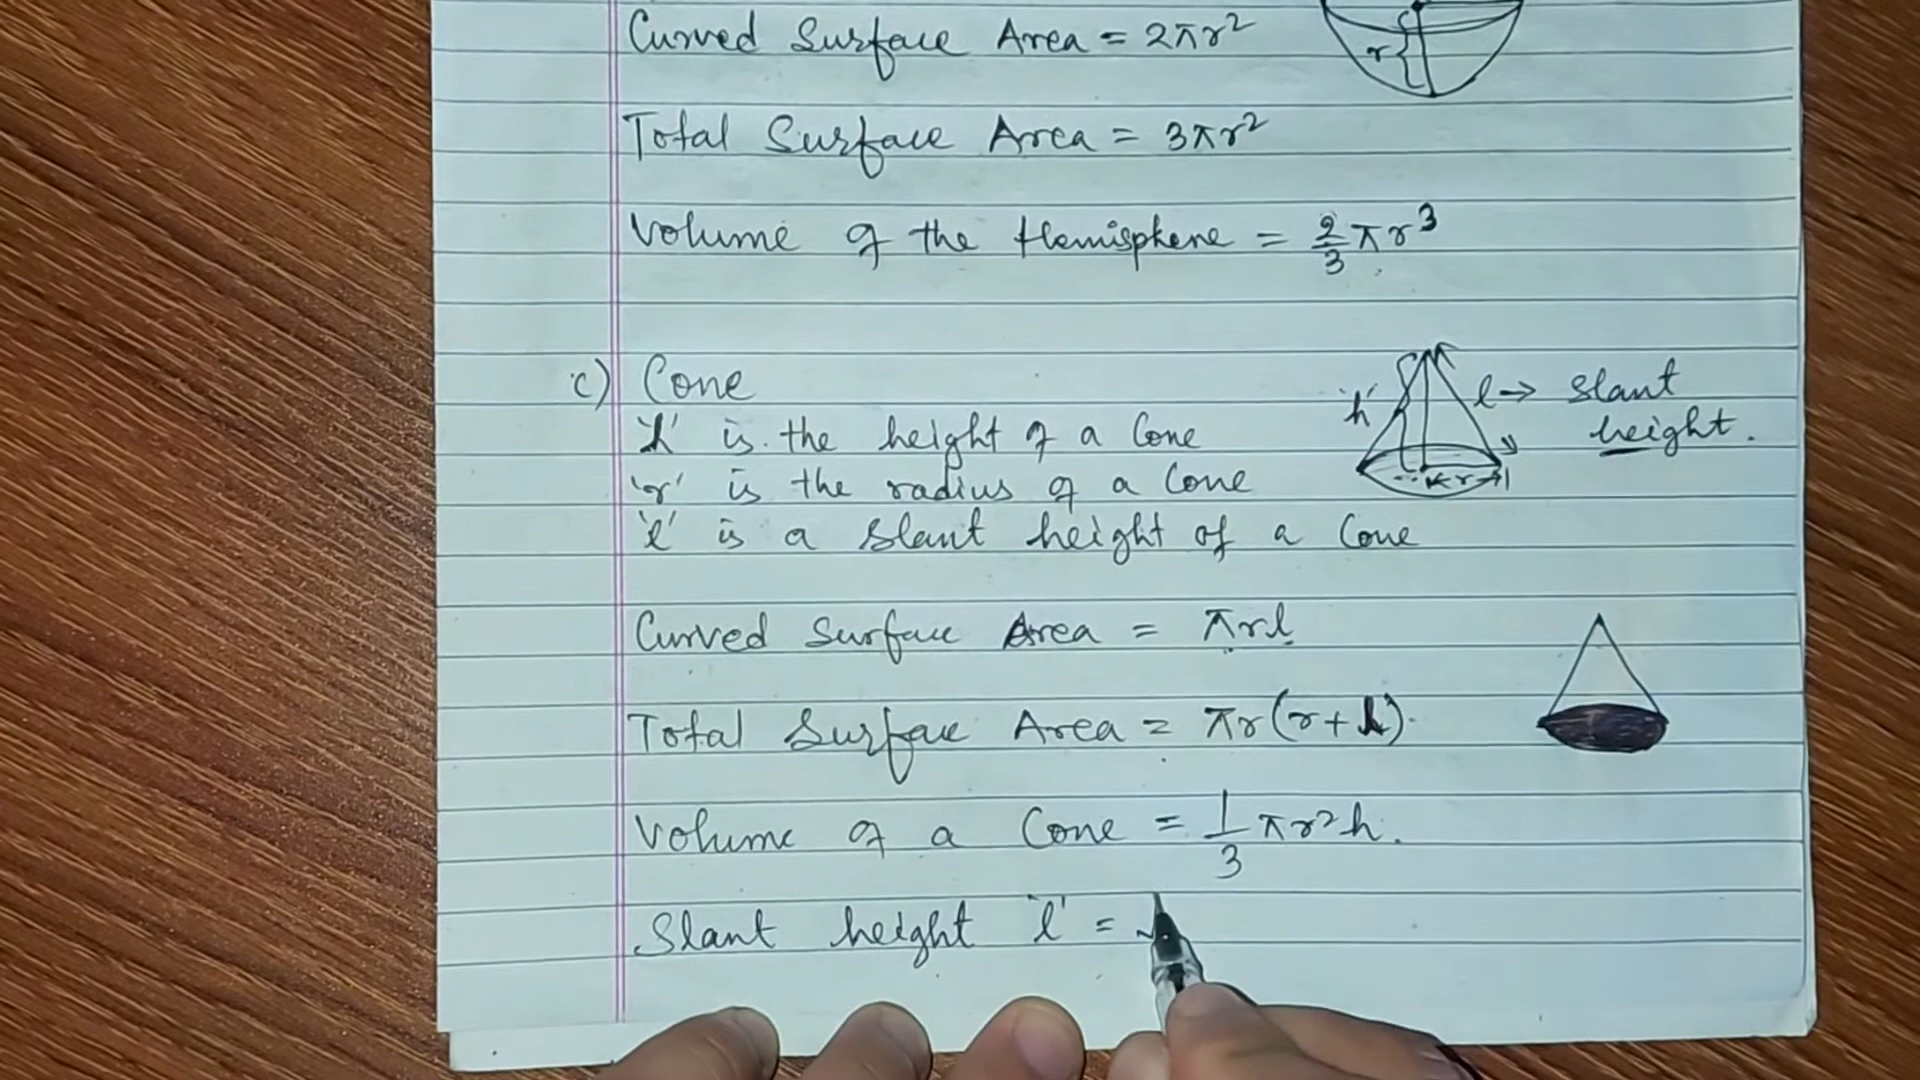 Curved Surface Area = 2πr²
r
Total Surface Area = 3πr²
Volume of the Hemisphere = 2/3 πr³
c) Cone
'h' is the height of a Cone
'r' is the radius of a Cone
'l' is a slant height of a Cone
'h' l → slant
height.
r
Curved Surface Area = πrl
Total Surface Area = πr(r+l)
Volume of a Cone = 1/3 πr²h.
Slant height 'l' = √